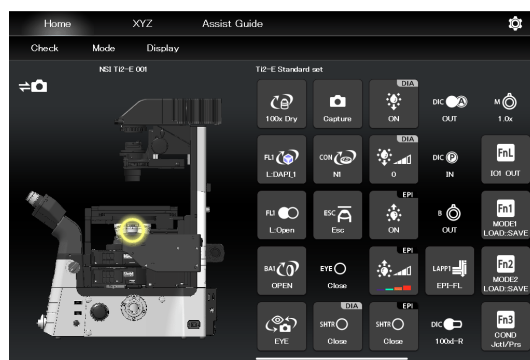 Home XYZ Assist Guide
Check Mode Display
NSI Ti2-E 001
Ti2-E Standard set
100x Dry
Capture
DIA
ON
DIC A
OUT
M
1.0x
FL1
L:DAPI_1
CON
N1
DIA
0
DIC P
IN
FnL
IO1 OUT
FL1
L:Open
ESC
Esc
EPI
ON
B
OUT
Fn1
MODE1
LOAD:SAVE
BA1
OPEN
EYE
Close
EPI
LAPP1
EPI-FL
Fn2
MODE2
LOAD:SAVE
EYE
DIA
SHTR
Close
EPI
SHTR
Close
DIC
100xI-R
Fn3
COND
Jctl/Prs